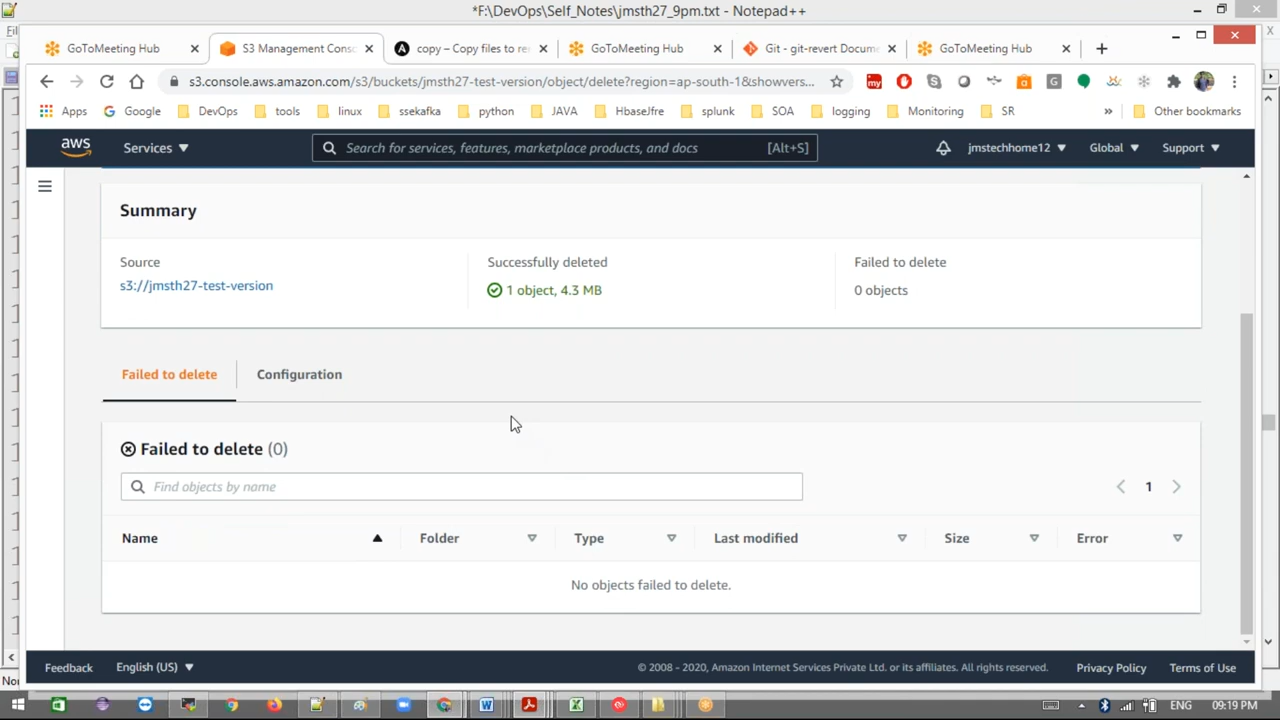 *F:\DevOps\Self_Notes\jmsth27_9pm.txt - Notepad++
GoToMeeting Hub
S3 Management Consc
copy – Copy files to re
GoToMeeting Hub
Git - git-revert Docume
GoToMeeting Hub
s3.console.aws.amazon.com/s3/buckets/jmsth27-test-version/object/delete?region=ap-south-1&showvers...
Apps
Google
DevOps
tools
linux
ssekafka
python
JAVA
HbaseJfre
splunk
SOA
logging
Monitoring
SR
»
Other bookmarks
aws
Services
Search for services, features, marketplace products, and docs
[Alt+S]
jmstechhome12
Global
Support
Summary
Source
Successfully deleted
Failed to delete
s3://jmsth27-test-version
1 object, 4.3 MB
0 objects
Failed to delete
Configuration
Failed to delete (0)
Find objects by name
1
Name
Folder
Type
Last modified
Size
Error
No objects failed to delete.
Feedback
English (US)
© 2008 - 2020, Amazon Internet Services Private Ltd. or its affiliates. All rights reserved.
Privacy Policy
Terms of Use
ENG
09:19 PM